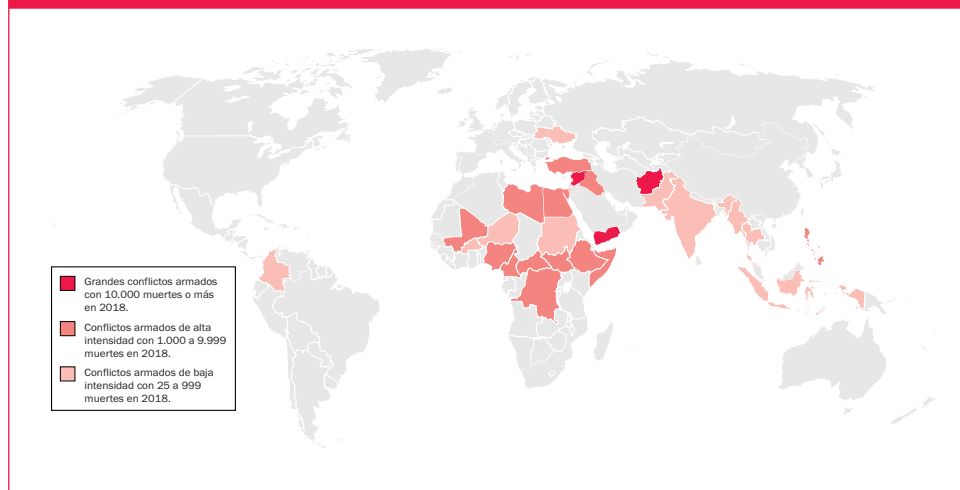 Grandes conflictos armados
con 10.000 muertes o más
en 2018.
Conflictos armados de alta
intensidad con 1.000 a 9.999
muertes en 2018.
Conflictos armados de baja
intensidad con 25 a 999
muertes en 2018.